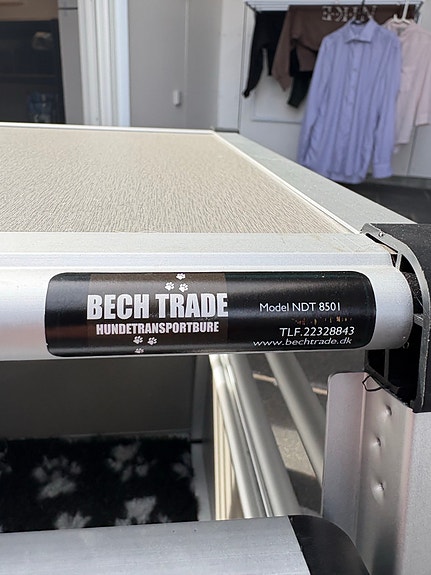 BECH TRADE
HUNDETRANSPORTBURE
Model NDT 8501
TLF.22328843
www.bechtrade.dk